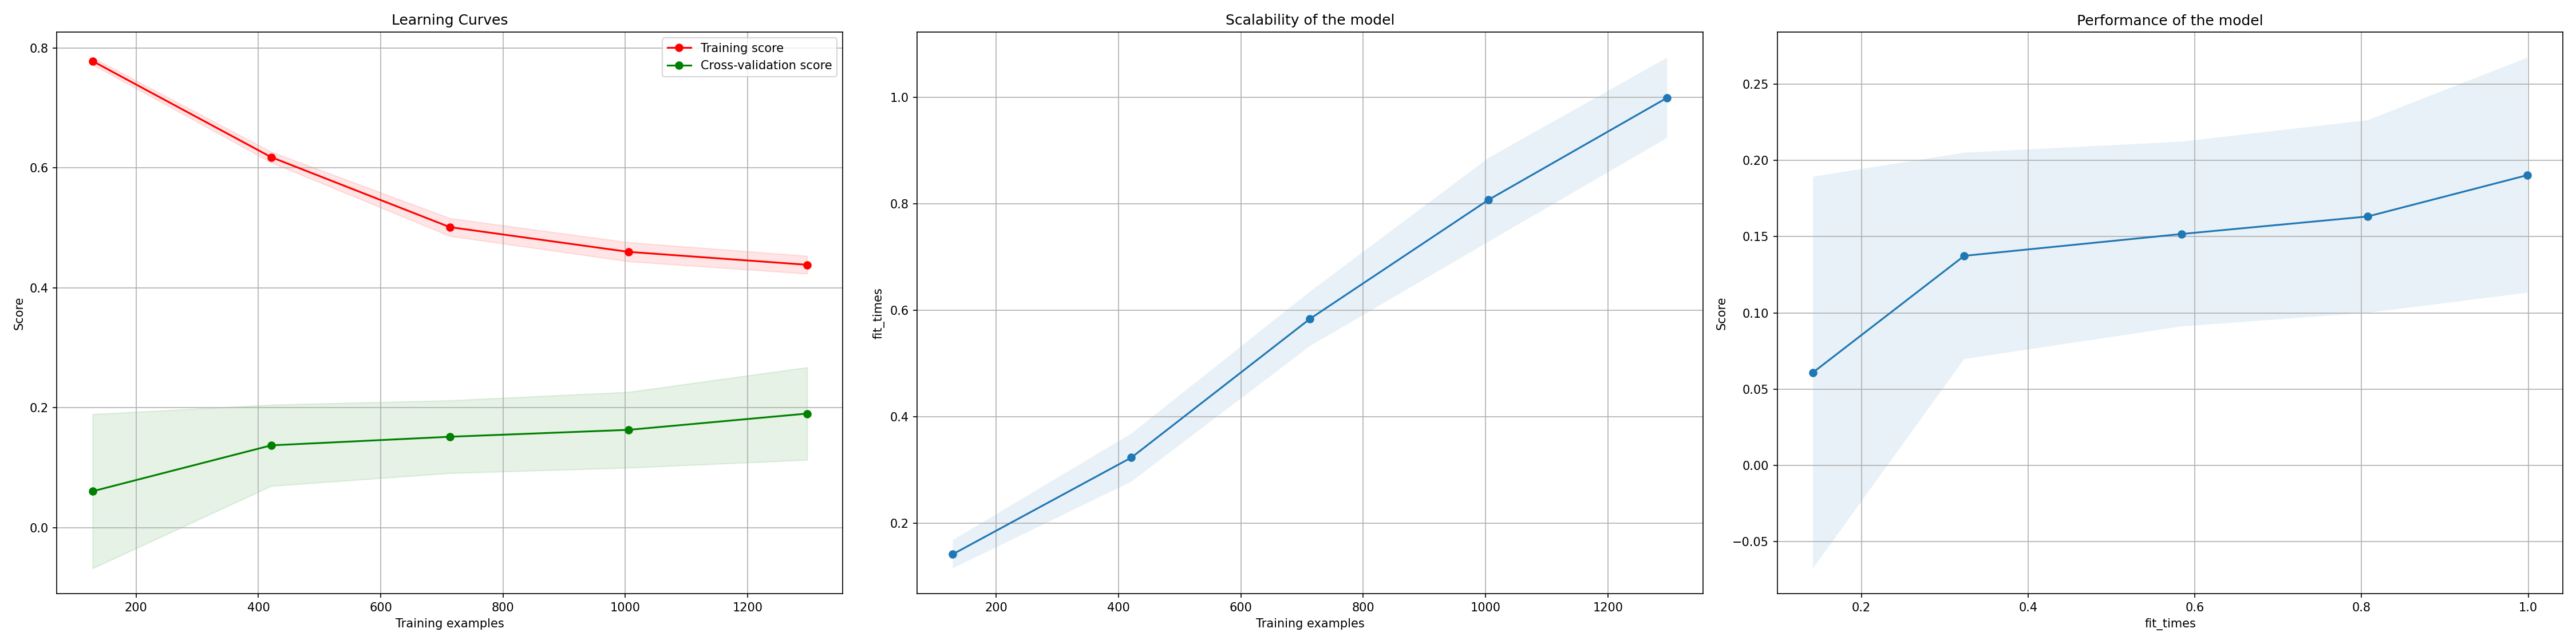 Learning Curves
Training score
Cross-validation score
0.8
0.6
0.4
0.2
0.0
Score
200 400 600 800 1000 1200
Training examples
Scalability of the model
1.0
0.8
0.6
0.4
0.2
fit_times
200 400 600 800 1000 1200
Training examples
Performance of the model
0.25
0.20
0.15
0.10
0.05
0.00
−0.05
Score
0.2 0.4 0.6 0.8 1.0
fit_times